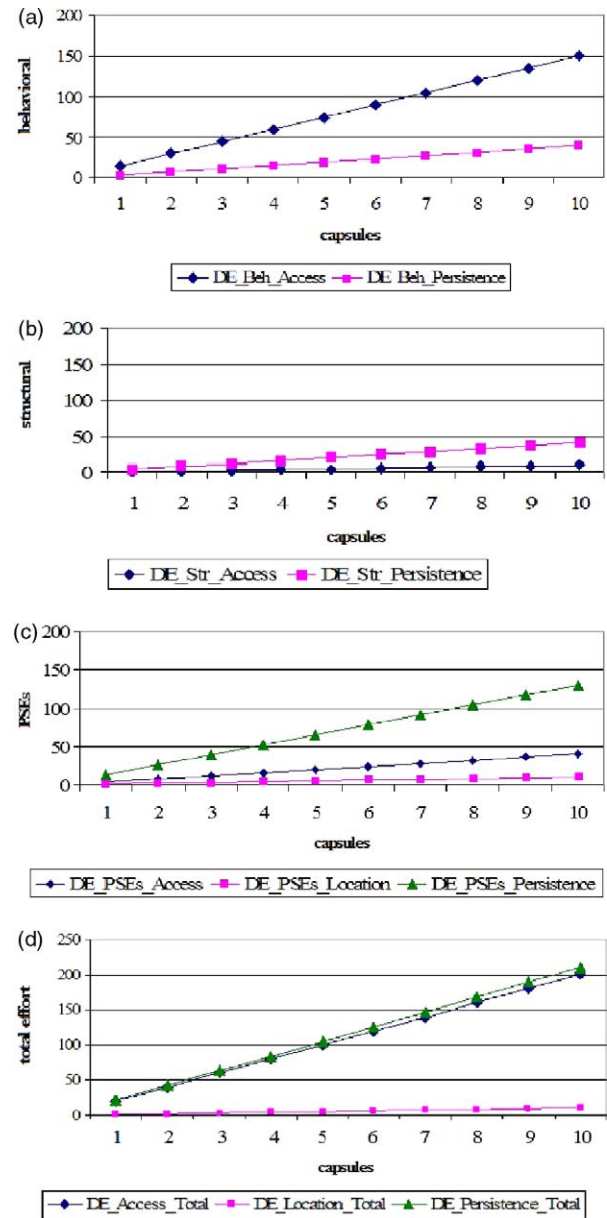 (a)
200
150
100
50
0
behavioral
1 2 3 4 5 6 7 8 9 10
capsules
DE_Beh_Access DE_Beh_Persistence
(b)
200
150
100
50
0
structural
1 2 3 4 5 6 7 8 9 10
capsules
DE_Str_Access DE_Str_Persistence
(c)
200
150
100
50
0
PSEs
1 2 3 4 5 6 7 8 9 10
capsules
DE_PSEs_Access DE_PSEs_Location DE_PSEs_Persistence
(d)
250
200
150
100
50
0
total effort
1 2 3 4 5 6 7 8 9 10
capsules
DE_Access_Total DE_Location_Total DE_Persistence_Total